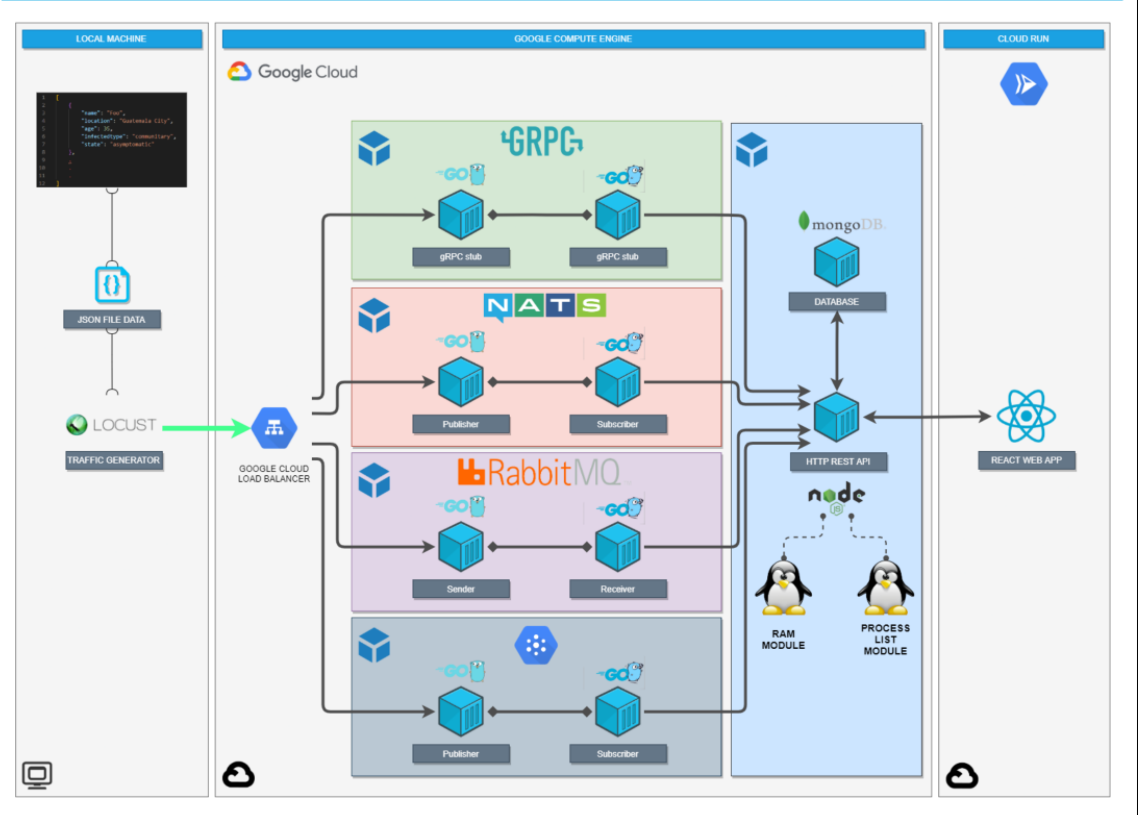 LOCAL MACHINE
GOOGLE COMPUTE ENGINE
CLOUD RUN
Google Cloud
1 [
2 {
3 "name": "Foo",
4 "location": "Guatemala City",
5 "age": 35,
6 "infectedtype": "communitary",
7 "state": "asymptomatic"
8 },
9 .
10 .
11 .
12 ]
{}
JSON FILE DATA
LOCUST
TRAFFIC GENERATOR
GOOGLE CLOUD
LOAD BALANCER
GRPC
GO
GO
gRPC stub
gRPC stub
NATS
GO
GO
Publisher
Subscriber
RabbitMQ
GO
GO
Sender
Receiver
GO
GO
Publisher
Subscriber
mongoDB.
DATABASE
HTTP REST API
node
JS
RAM
MODULE
PROCESS
LIST
MODULE
REACT WEB APP